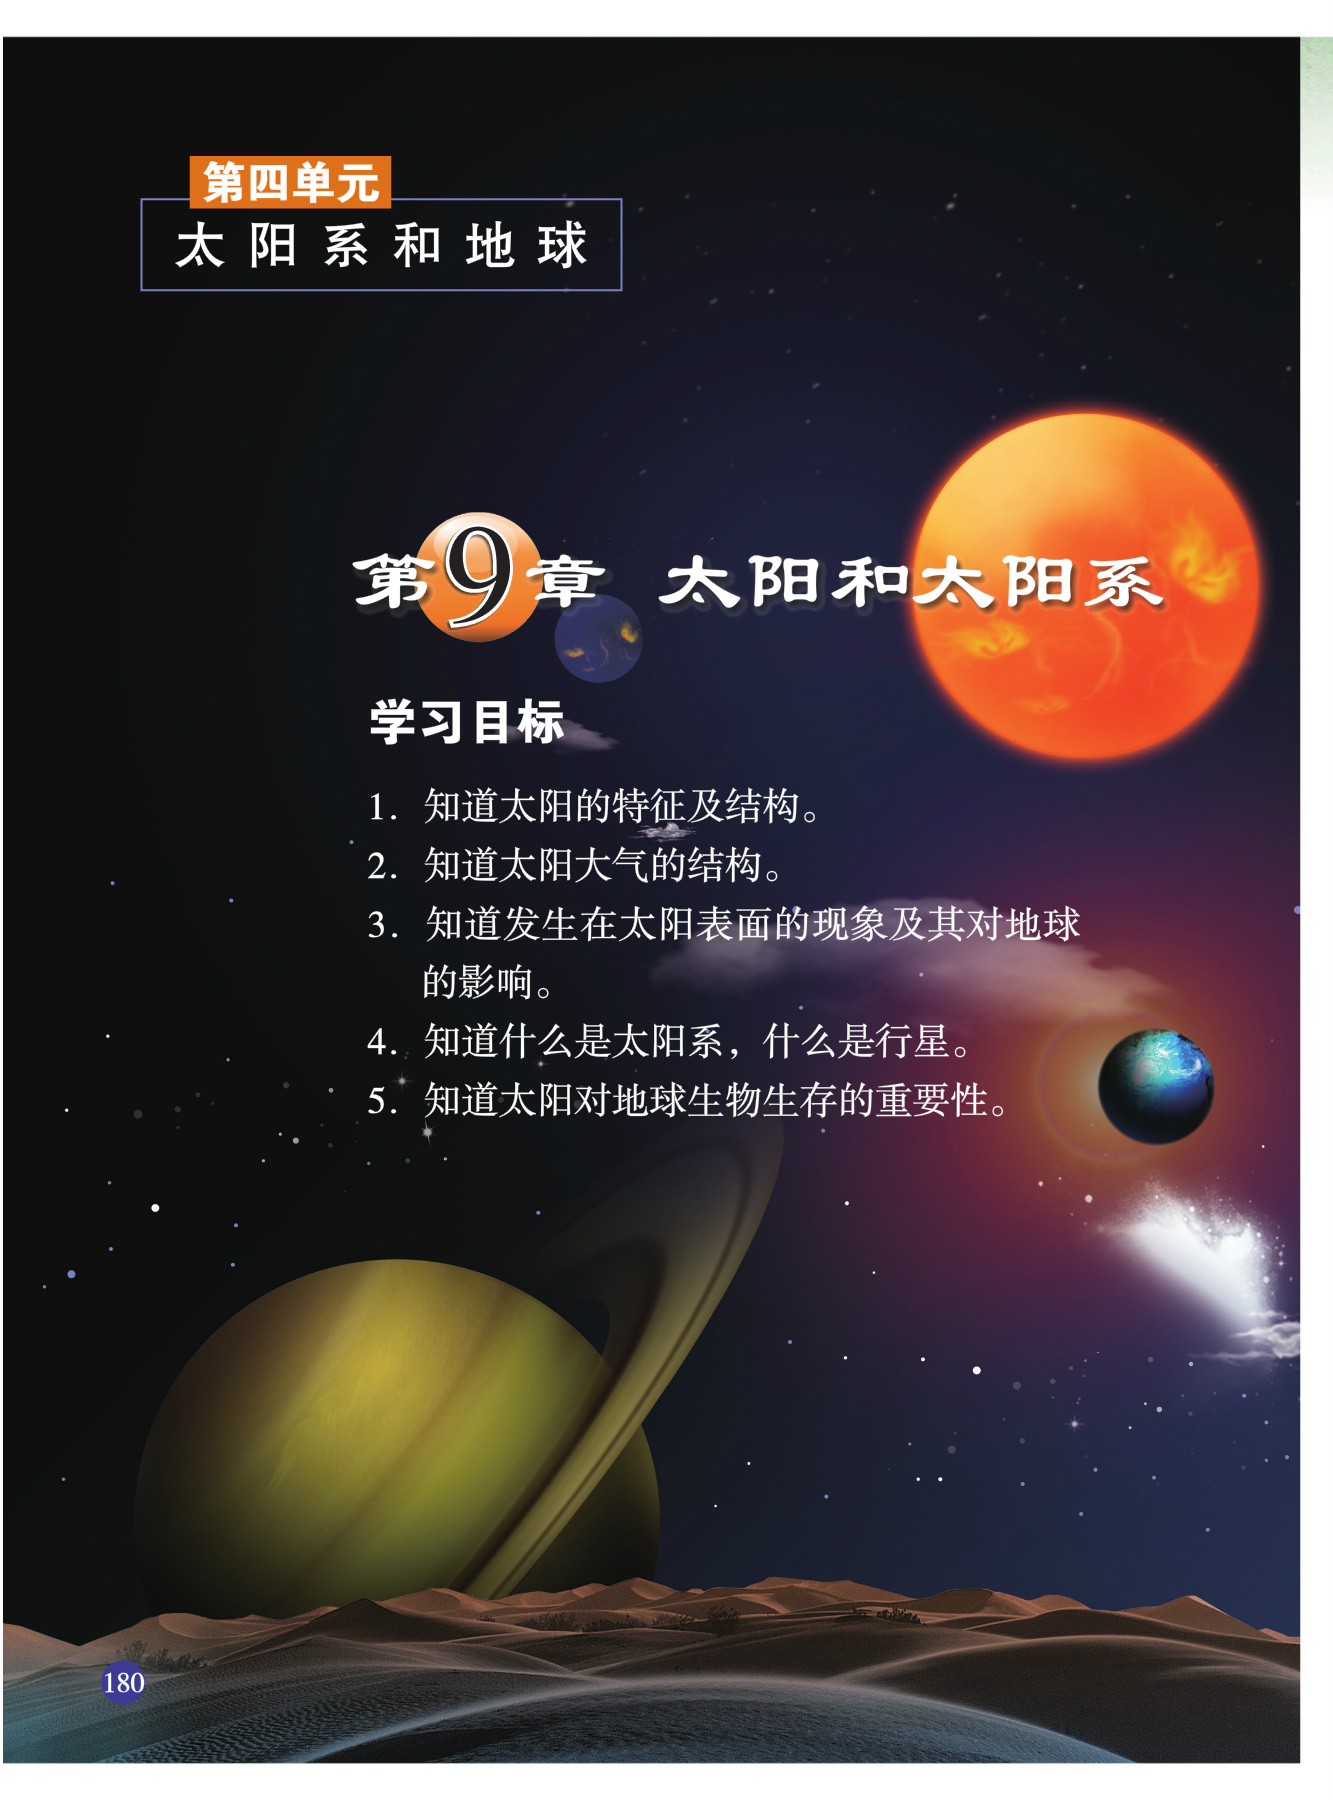 第四单元
太阳系和地球
第9章 太阳和太阳系
学习目标
1. 知道太阳的特征及结构。
2. 知道太阳大气的结构。
3. 知道发生在太阳表面的现象及其对地球
的影响。
4. 知道什么是太阳系，什么是行星。
5. 知道太阳对地球生物生存的重要性。
180